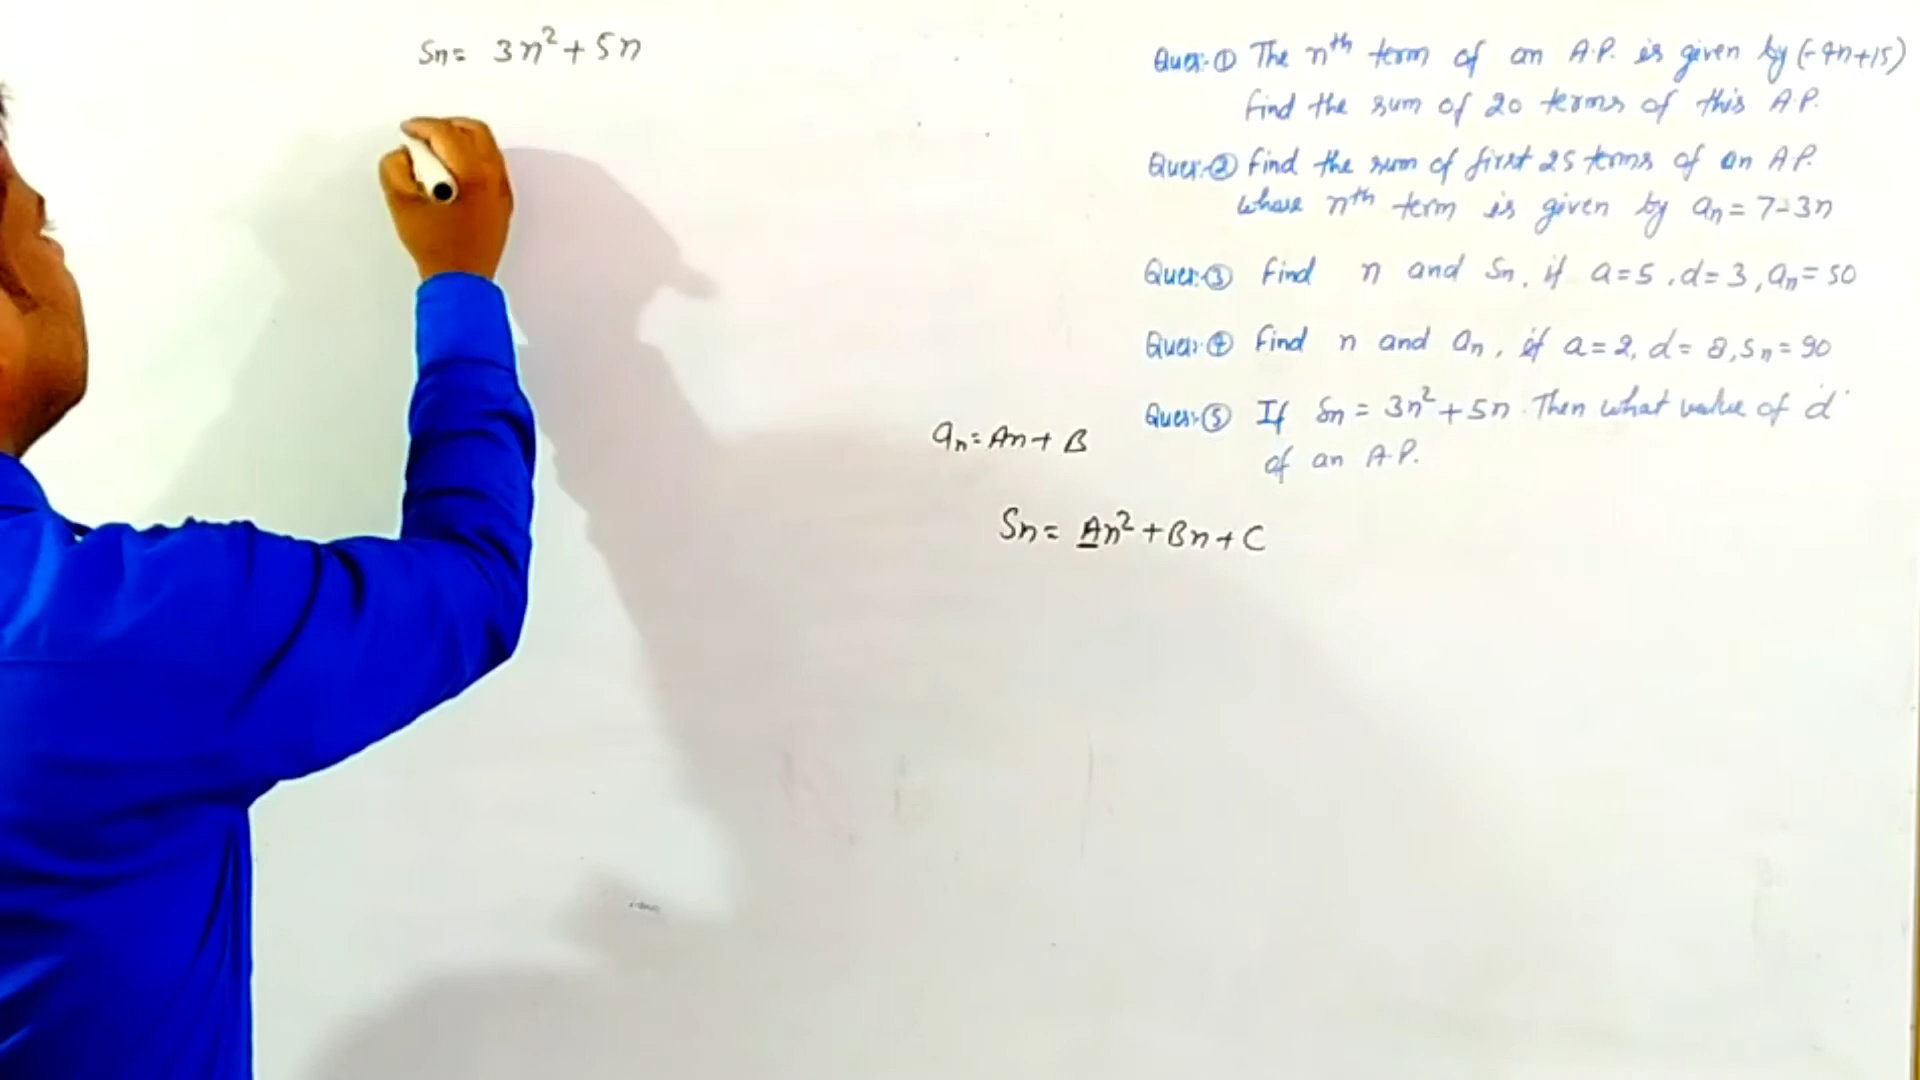 Sn= 3n²+5n
Ques:-① The nth term of an A.P. is given by (-4n+15)
find the sum of 20 terms of this A.P.
Ques:-② find the sum of first 25 terms of an A.P.
whose nth term is given by an=7-3n
Ques:-③ find n and Sn, if a=5, d=3, an=50
Ques:-④ find n and an, if a=2, d=8, Sn=90
Ques:-⑤ If Sn=3n²+5n. Then what value of 'd'
of an A.P.
an=An+B
Sn=An²+Bn+C